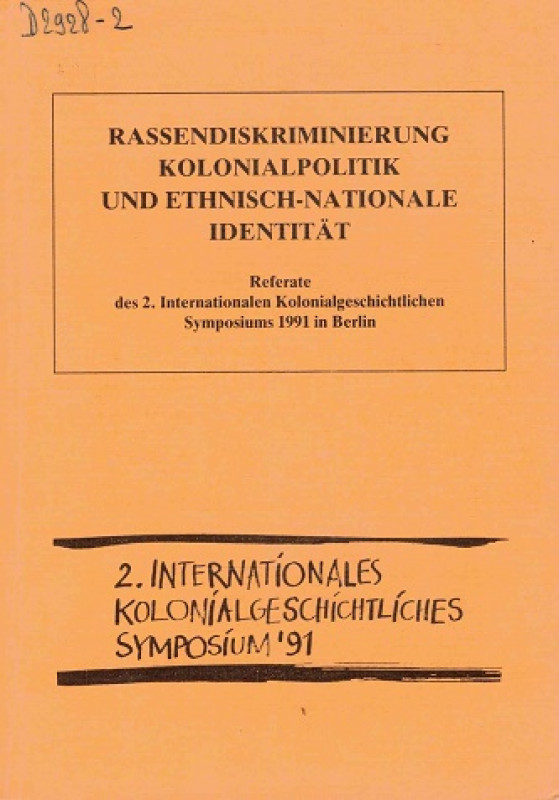 D2928-2
RASSENDISKRIMINIERUNG
KOLONIALPOLITIK
UND ETHNISCH-NATIONALE
IDENTITÄT
Referate
des 2. Internationalen Kolonialgeschichtlichen
Symposiums 1991 in Berlin
2. INTERNATIONALES
KOLONIALGESCHICHTLICHES
SYMPOSIUM '91